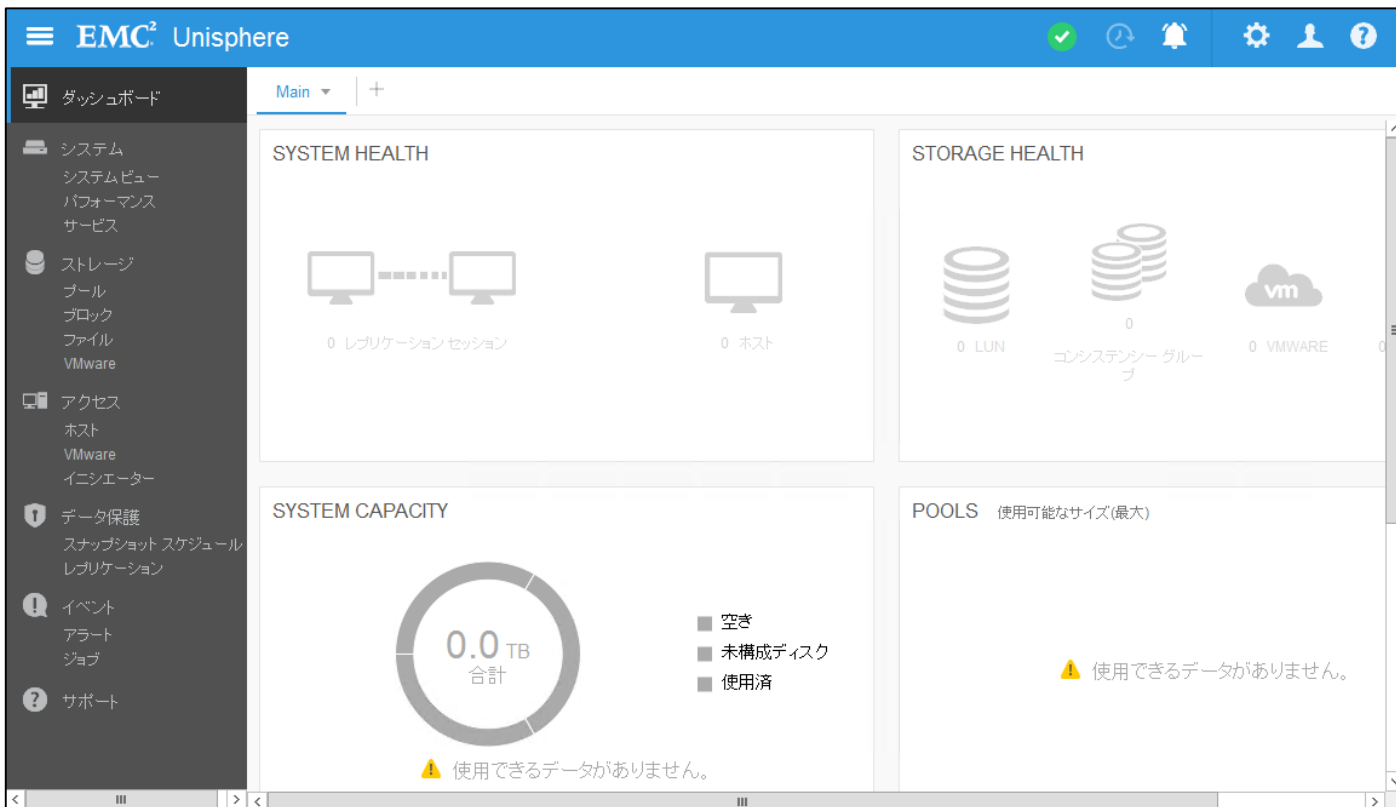 EMC² Unisphere
ダッシュボード
Main
システム
システム ビュー
パフォーマンス
サービス
ストレージ
プール
ブロック
ファイル
VMware
アクセス
ホスト
VMware
イニシエーター
データ保護
スナップショット スケジュール
レプリケーション
イベント
アラート
ジョブ
サポート
SYSTEM HEALTH
0 レプリケーション セッション
0 ホスト
STORAGE HEALTH
0 LUN
0
コンシステンシー グルー
プ
vm
0 VMWARE
0
SYSTEM CAPACITY
0.0 TB
合計
空き
未構成ディスク
使用済
使用できるデータがありません。
POOLS 使用可能なサイズ(最大)
使用できるデータがありません。